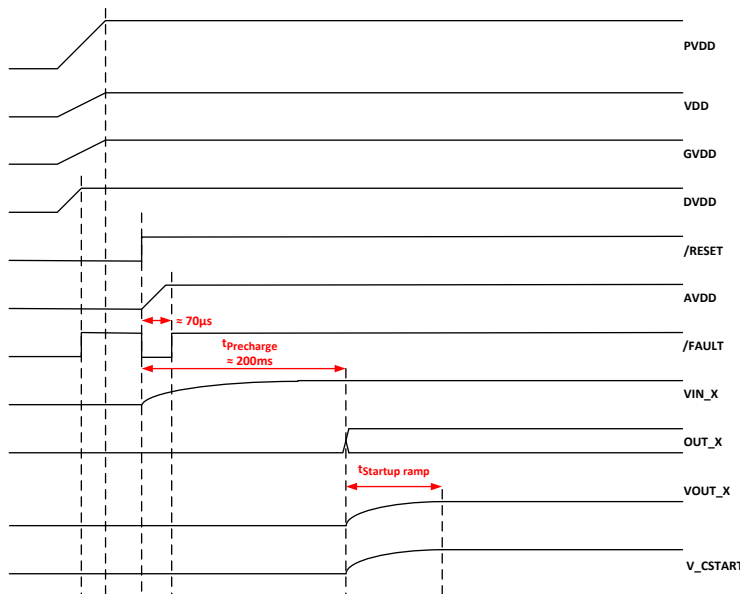 PVDD
VDD
GVDD
DVDD
/RESET
AVDD
≈ 70µs
/FAULT
tPrecharge
≈ 200ms
VIN_X
OUT_X
tStartup ramp
VOUT_X
V_CSTART